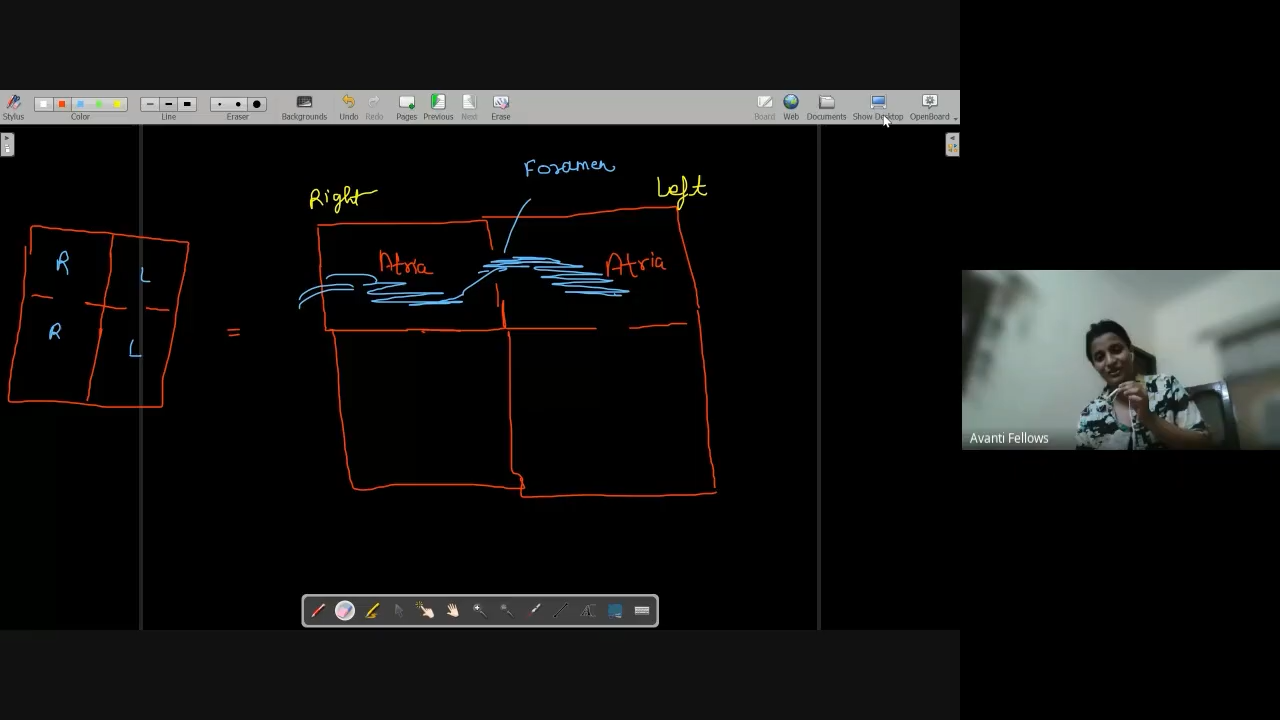 Stylus
Color
Line
Eraser
Backgrounds
Undo
Redo
Pages
Previous
Next
Erase
Board
Web
Documents
Show Desktop
OpenBoard
Foramen
Right
Left
R
L
Atria
Atria
R
L
=
Avanti Fellows